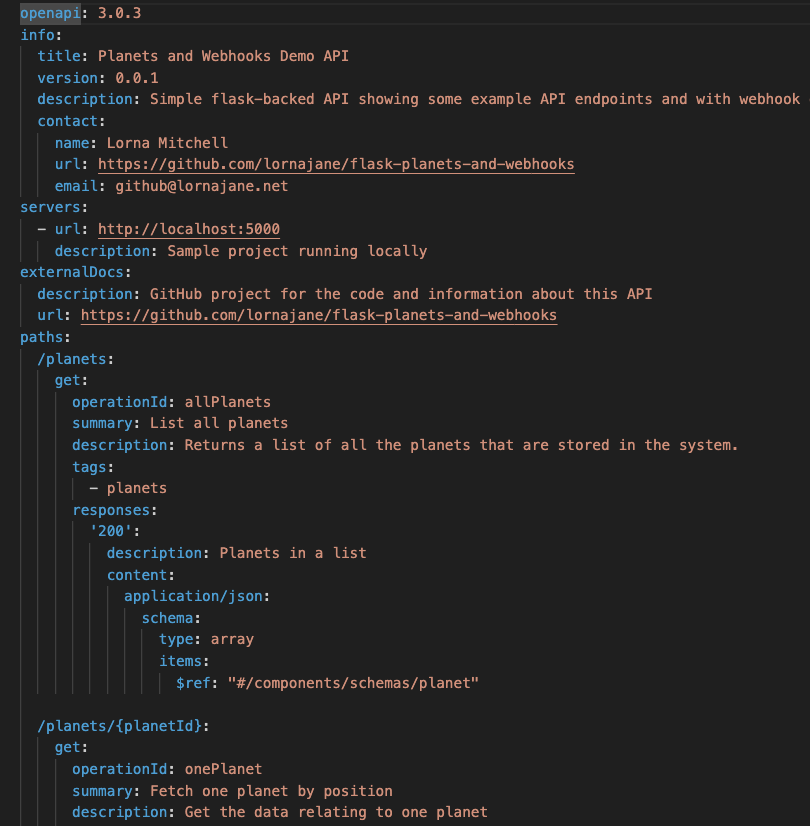 openapi: 3.0.3
info:
  title: Planets and Webhooks Demo API
  version: 0.0.1
  description: Simple flask-backed API showing some example API endpoints and with webhook
  contact:
    name: Lorna Mitchell
    url: https://github.com/lornajane/flask-planets-and-webhooks
    email: github@lornajane.net
servers:
  - url: http://localhost:5000
    description: Sample project running locally
externalDocs:
  description: GitHub project for the code and information about this API
  url: https://github.com/lornajane/flask-planets-and-webhooks
paths:
  /planets:
    get:
      operationId: allPlanets
      summary: List all planets
      description: Returns a list of all the planets that are stored in the system.
      tags:
        - planets
      responses:
        '200':
          description: Planets in a list
          content:
            application/json:
              schema:
                type: array
                items:
                  $ref: "#/components/schemas/planet"
  /planets/{planetId}:
    get:
      operationId: onePlanet
      summary: Fetch one planet by position
      description: Get the data relating to one planet